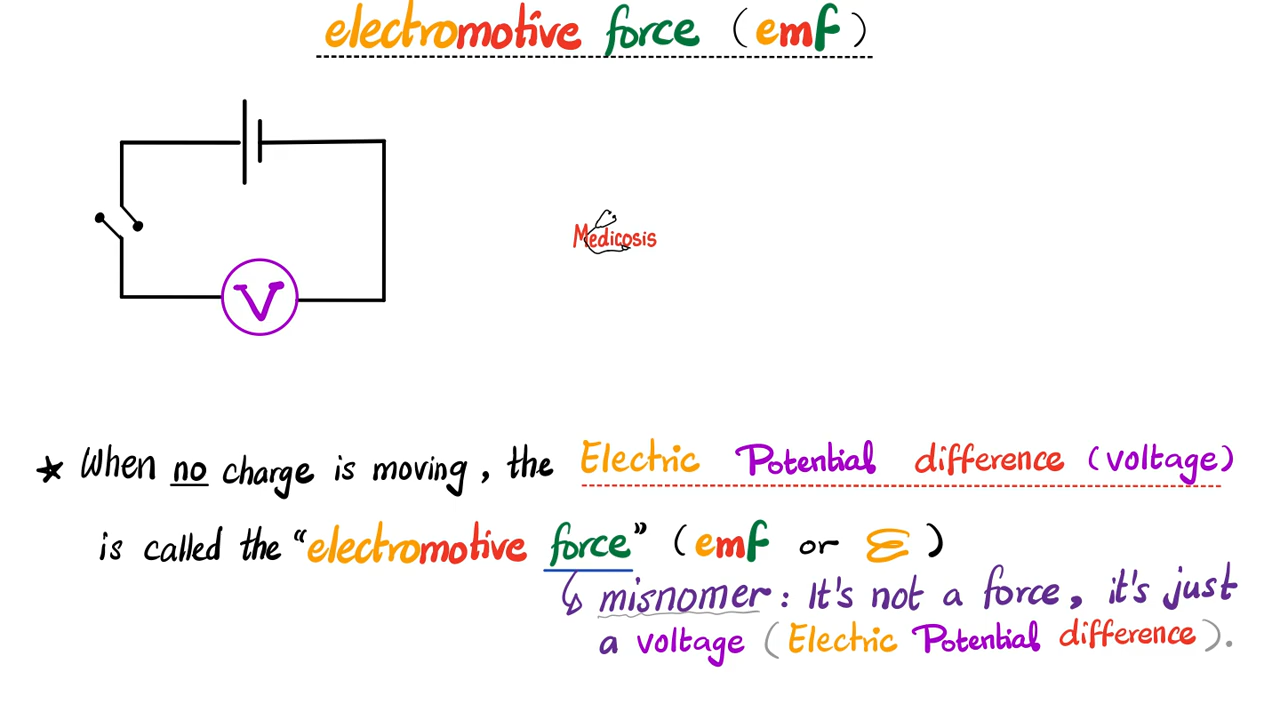 electromotive force (emf)
V
Medicosis
★ When no charge is moving, the Electric Potential difference (voltage)
is called the “electromotive force” (emf or Ɛ)
misnomer: It's not a force, it's just
a voltage (Electric Potential difference).